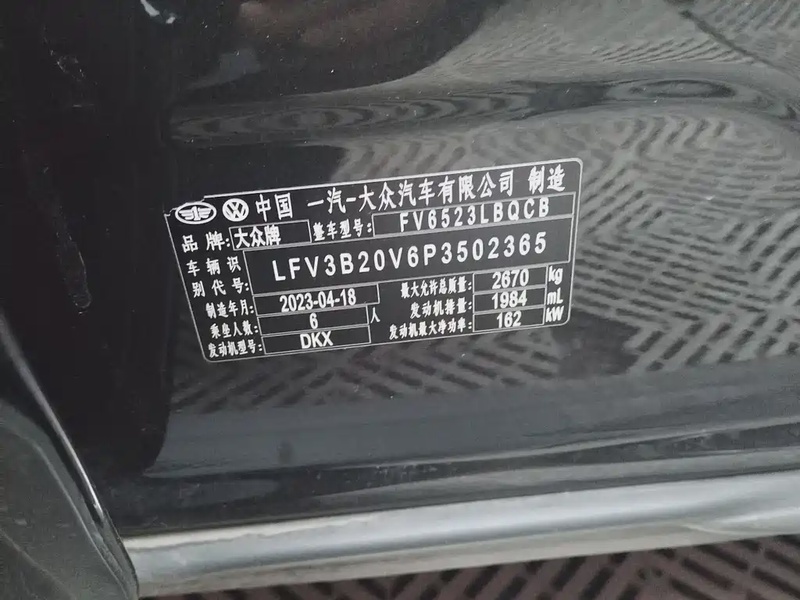 中国 一汽-大众汽车有限公司 制造
品牌: 大众牌 整车型号: FV6523LBQCB
车辆识别代号: LFV3B20V6P3502365
制造年月: 2023-04-18 最大允许总质量: 2670 kg
乘坐人数: 6 人 发动机排量: 1984 mL
发动机型号: DKX 发动机最大净功率: 162 kW